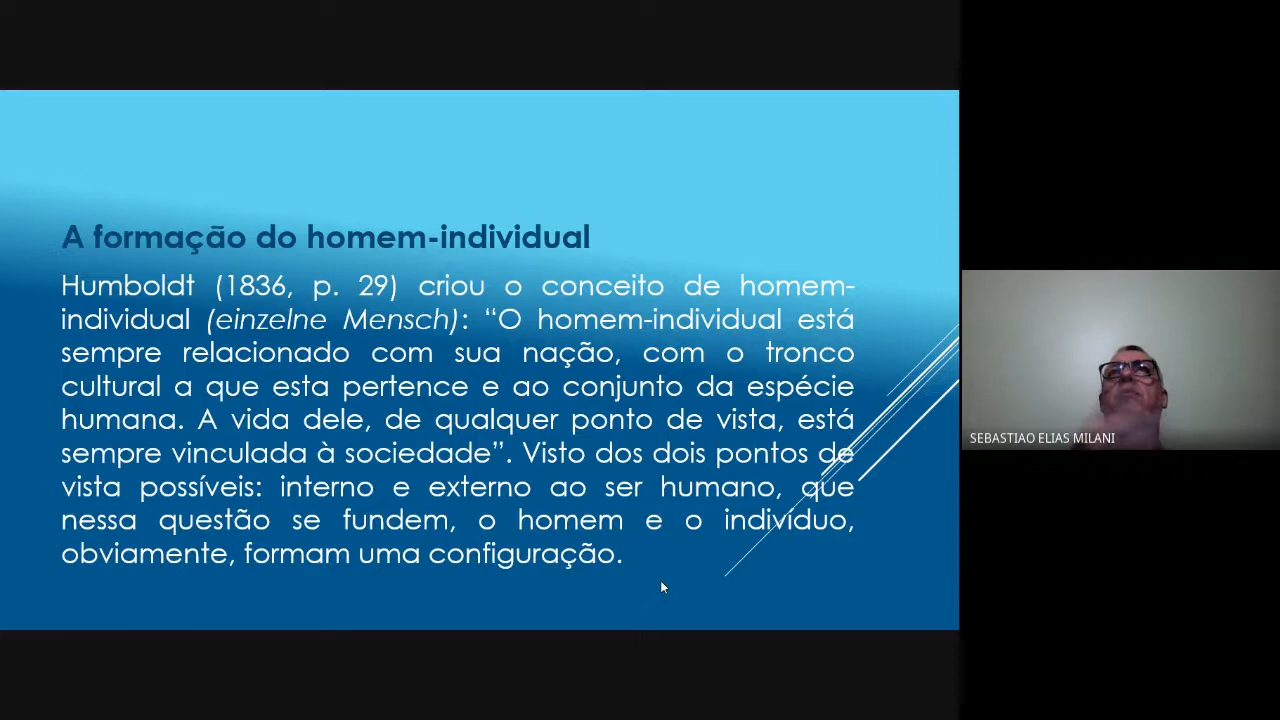 A formação do homem-individual
Humboldt (1836, p. 29) criou o conceito de homem-
individual (einzelne Mensch): “O homem-individual está
sempre relacionado com sua nação, com o tronco
cultural a que esta pertence e ao conjunto da espécie
humana. A vida dele, de qualquer ponto de vista, está
sempre vinculada à sociedade”. Visto dos dois pontos de
vista possíveis: interno e externo ao ser humano, que
nessa questão se fundem, o homem e o indivíduo,
obviamente, formam uma configuração.
SEBASTIAO ELIAS MILANI